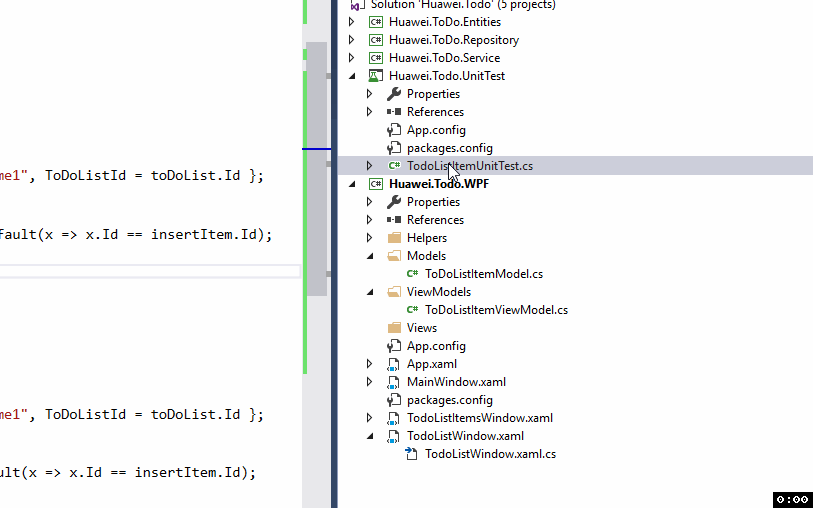 Solution 'Huawei.Todo' (5 projects)
Huawei.ToDo.Entities
Huawei.ToDo.Repository
Huawei.ToDo.Service
Huawei.Todo.UnitTest
Properties
References
App.config
packages.config
TodoListItemUnitTest.cs
Huawei.Todo.WPF
Properties
References
Helpers
Models
ToDoListItemModel.cs
ViewModels
ToDoListItemViewModel.cs
Views
App.config
App.xaml
MainWindow.xaml
packages.config
TodoListItemsWindow.xaml
TodoListWindow.xaml
TodoListWindow.xaml.cs
me1", ToDoListId = toDoList.Id };
fault(x => x.Id == insertItem.Id);
me1", ToDoListId = toDoList.Id };
ult(x => x.Id == insertItem.Id);
0:00